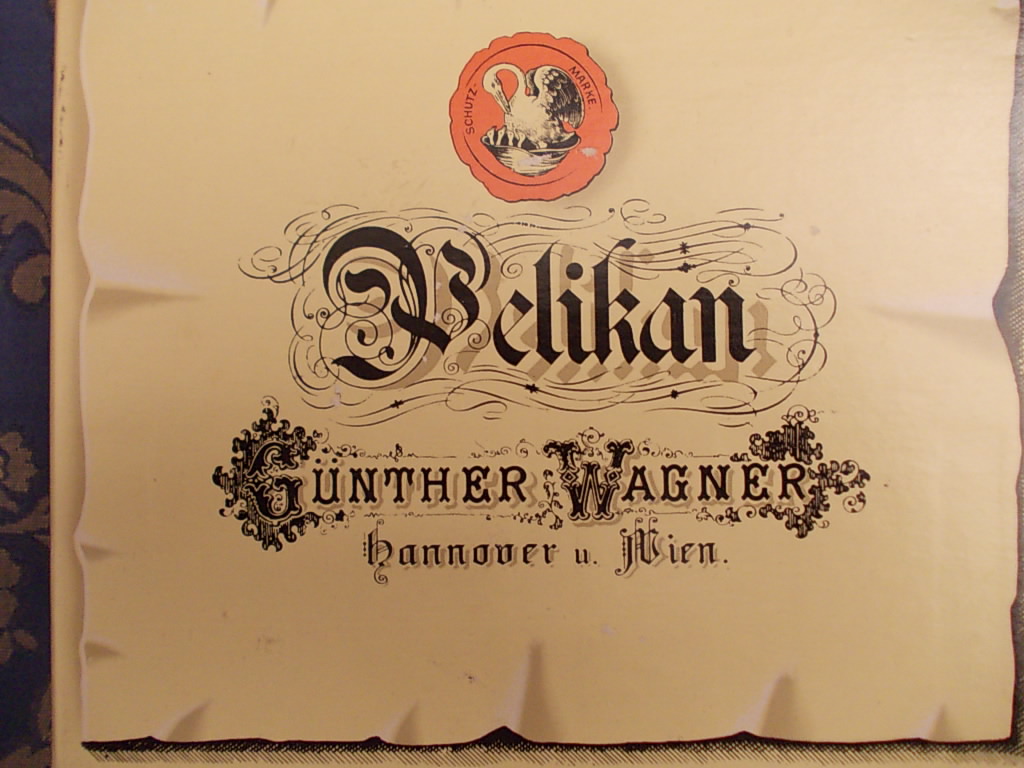 SCHUTZ MARKE.
Pelikan
GÜNTHER WAGNER
Hannover u. Wien.